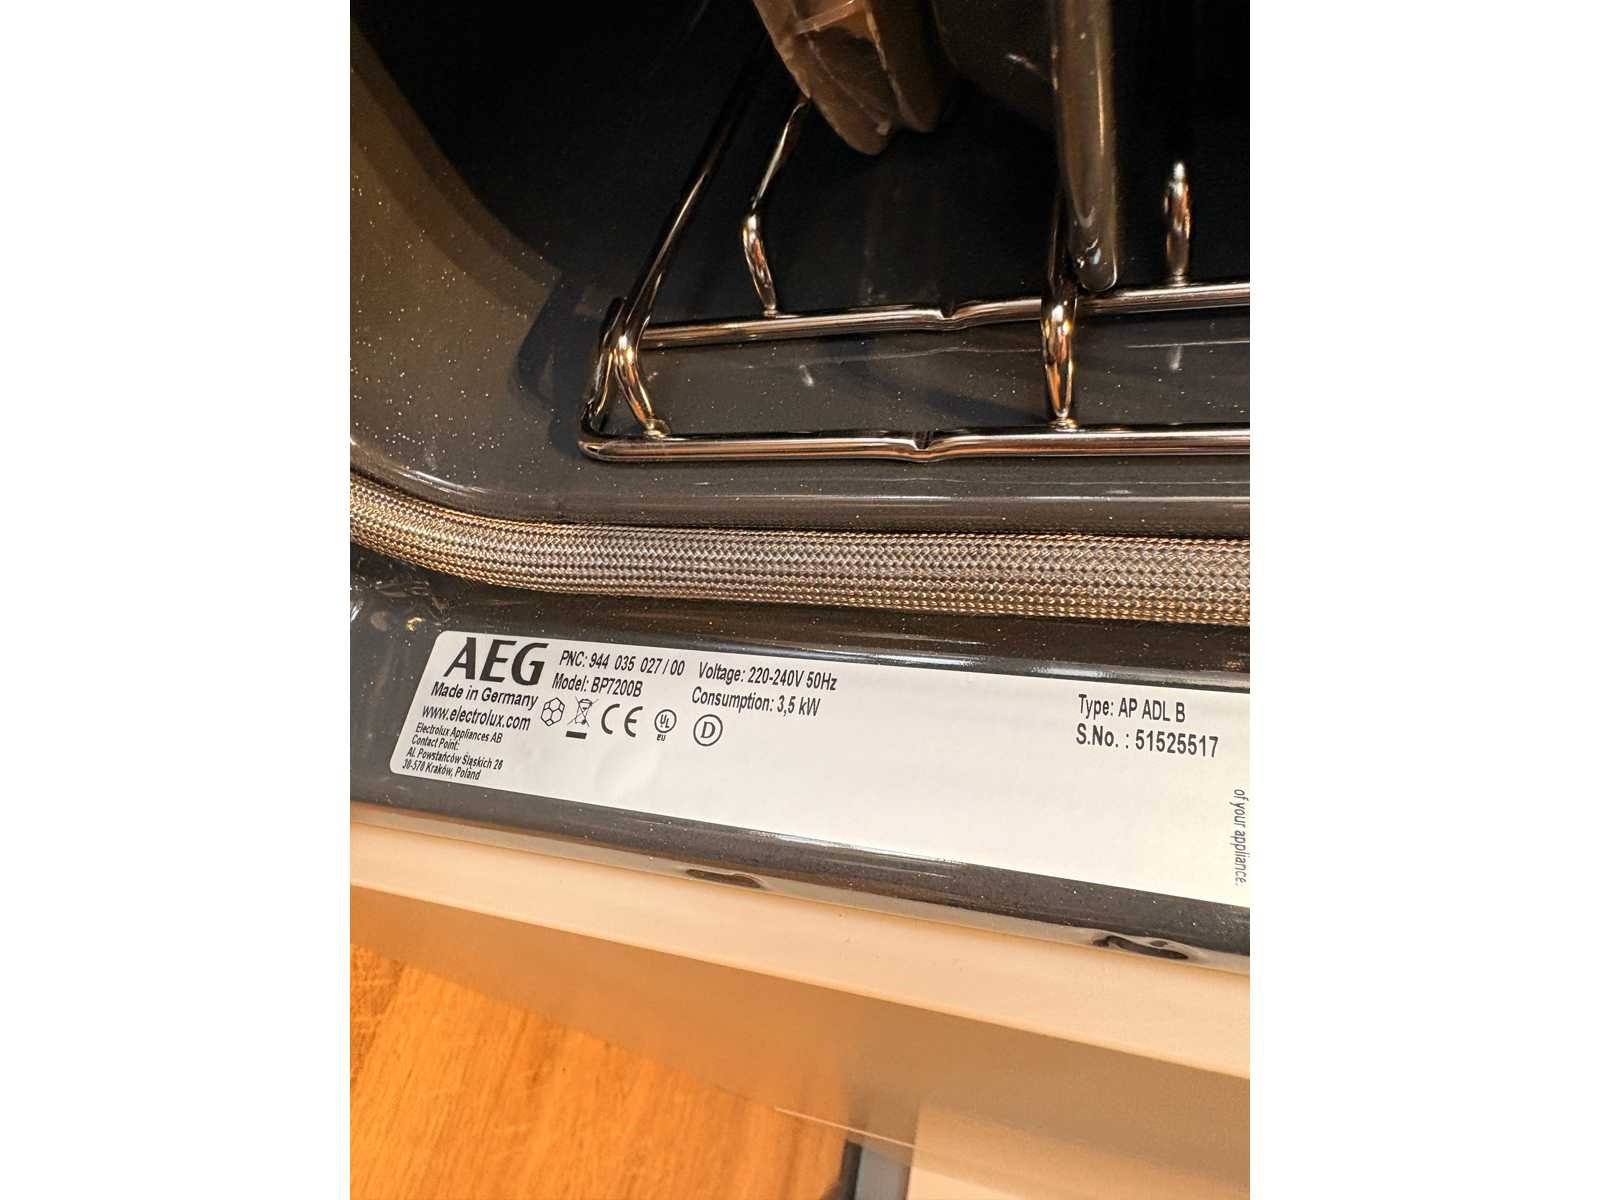 AEG
Made in Germany
www.electrolux.com
Electrolux Appliances AB
Contact Point:
Al. Powstańców Śląskich 26
30-570 Kraków, Poland
PNC: 944 035 027 / 00
Model: BP7200B
CE
UL
EU
D
Voltage: 220-240V 50Hz
Consumption: 3,5 kW
Type: AP ADL B
S.No. : 51525517
of your appliance.